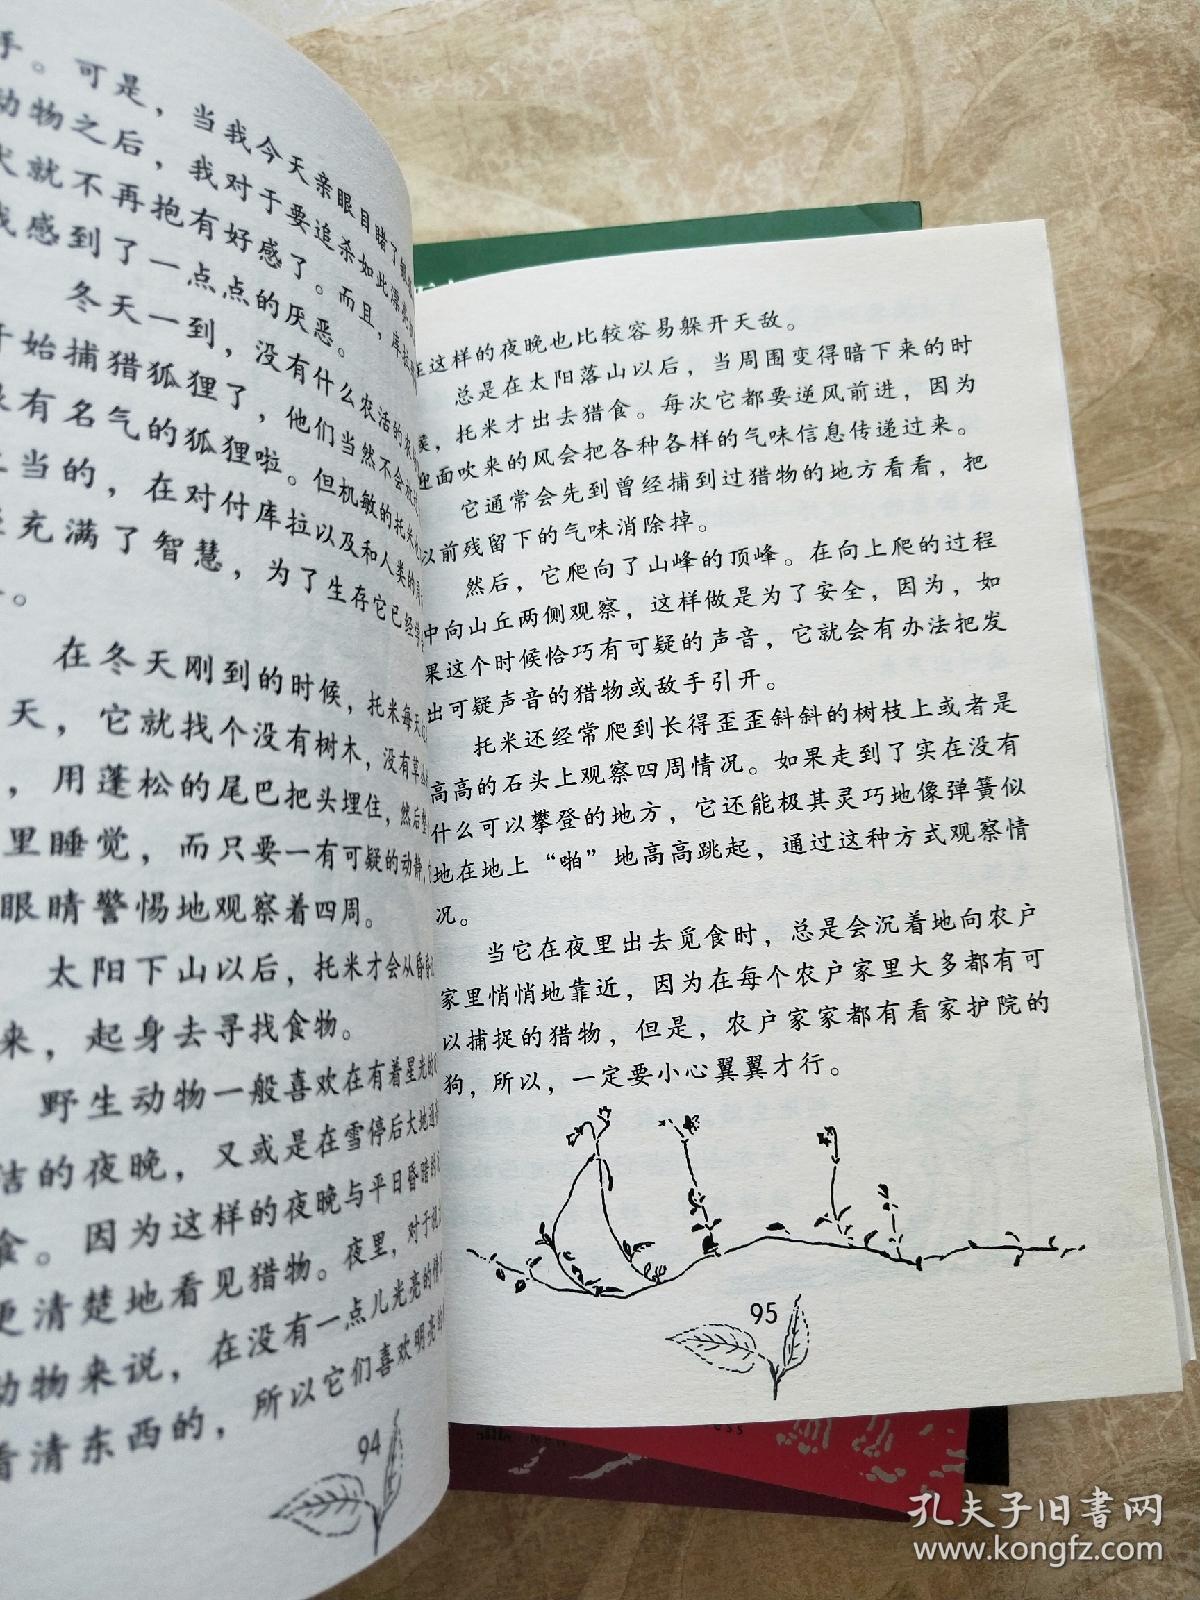 手。可是，当我今天亲眼目睹了
动物之后，我对于要追杀如此漂亮
火就不再抱有好感了。而且，库拉
我感到了一点点的厌恶。
冬天一到，没有什么农活的
开始捕猎狐狸了，他们当然不会
有名气的狐狸啦。但机敏的托米
当的，在对付库拉以及和人类的
充满了智慧，为了生存它已经
。
在冬天刚到的时候，托米每天
天，它就找个没有树木，没有草
，用蓬松的尾巴把头埋住，然后
里睡觉，而只要一有可疑的动静，
眼睛警惕地观察着四周。
太阳下山以后，托米才会从昏
来，起身去寻找食物。
野生动物一般喜欢在有着星光的
洁的夜晚，又或是在雪停后大地
食。因为这样的夜晚与平日昏暗的
更清楚地看见猎物。夜里，对于
动物来说，在没有一点儿光亮的
看清东西的，所以它们喜欢明亮
94
在这样的夜晚也比较容易躲开天敌。
总是在太阳落山以后，当周围变得暗下来的时
候，托米才出去猎食。每次它都要逆风前进，因为
迎面吹来的风会把各种各样的气味信息传递过来。
它通常会先到曾经捕到过猎物的地方看看，把
以前残留下的气味消除掉。
然后，它爬向了山峰的顶峰。在向上爬的过程
中向山丘两侧观察，这样做是为了安全，因为，如
果这个时候恰巧有可疑的声音，它就会有办法把发
出可疑声音的猎物或敌手引开。
托米还经常爬到长得歪歪斜斜的树枝上或者是
高高的石头上观察四周情况。如果走到了实在没有
什么可以攀登的地方，它还能极其灵巧地像弹簧似
地在地上“啪”地高高跳起，通过这种方式观察情
况。
当它在夜里出去觅食时，总是会沉着地向农户
家里悄悄地靠近，因为在每个农户家里大多都有可
以捕捉的猎物，但是，农户家家都有看家护院的
狗，所以，一定要小心翼翼才行。
95
孔夫子旧书网
www.kongfz.com